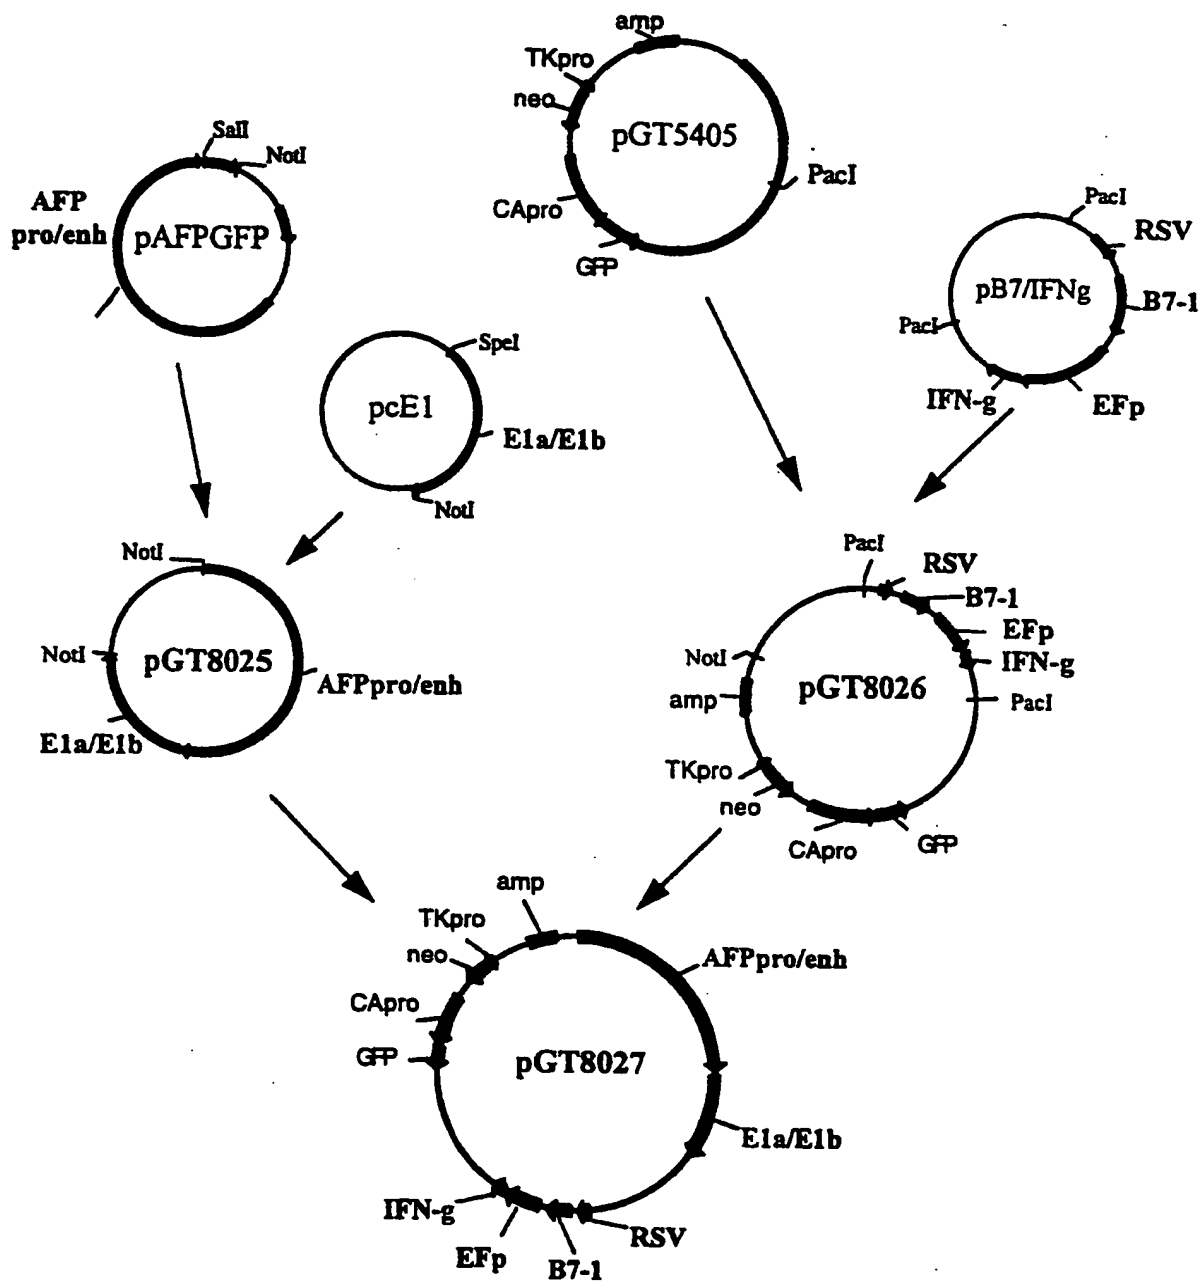 amp
TKpro
neo
pGT5405
PacI
CApro
GFP
SalI
NotI
AFP
pro/enh
pAFPGFP
PacI
RSV
pB7/IFNg
B7-1
PacI
IFN-g
EFp
SpeI
pcE1
E1a/E1b
NotI
NotI
NotI
pGT8025
AFPpro/enh
E1a/E1b
PacI
RSV
B7-1
EFp
IFN-g
NotI
pGT8026
amp
PacI
TKpro
neo
CApro
GFP
amp
TKpro
neo
AFPpro/enh
CApro
GFP
pGT8027
E1a/E1b
IFN-g
EFp
B7-1
RSV